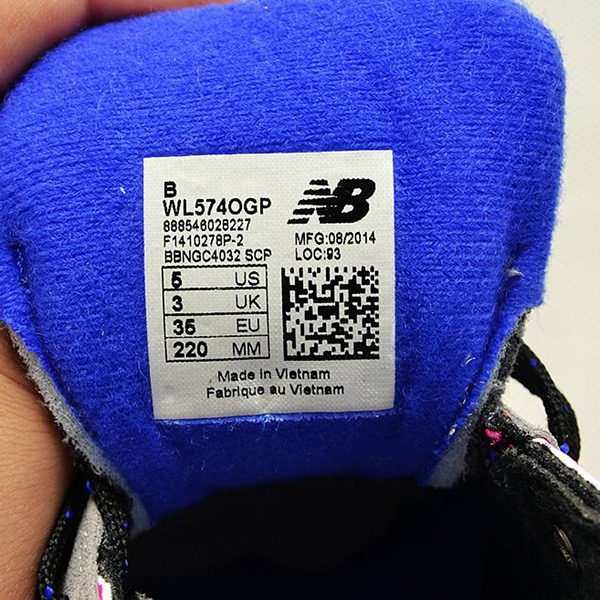 B
WL574OGP
888546028227
F1410278P-2
BBNGC4032 SCP
NB
MFG:08/2014
LOC:93
5 US
3 UK
35 EU
220 MM
Made in Vietnam
Fabrique au Vietnam